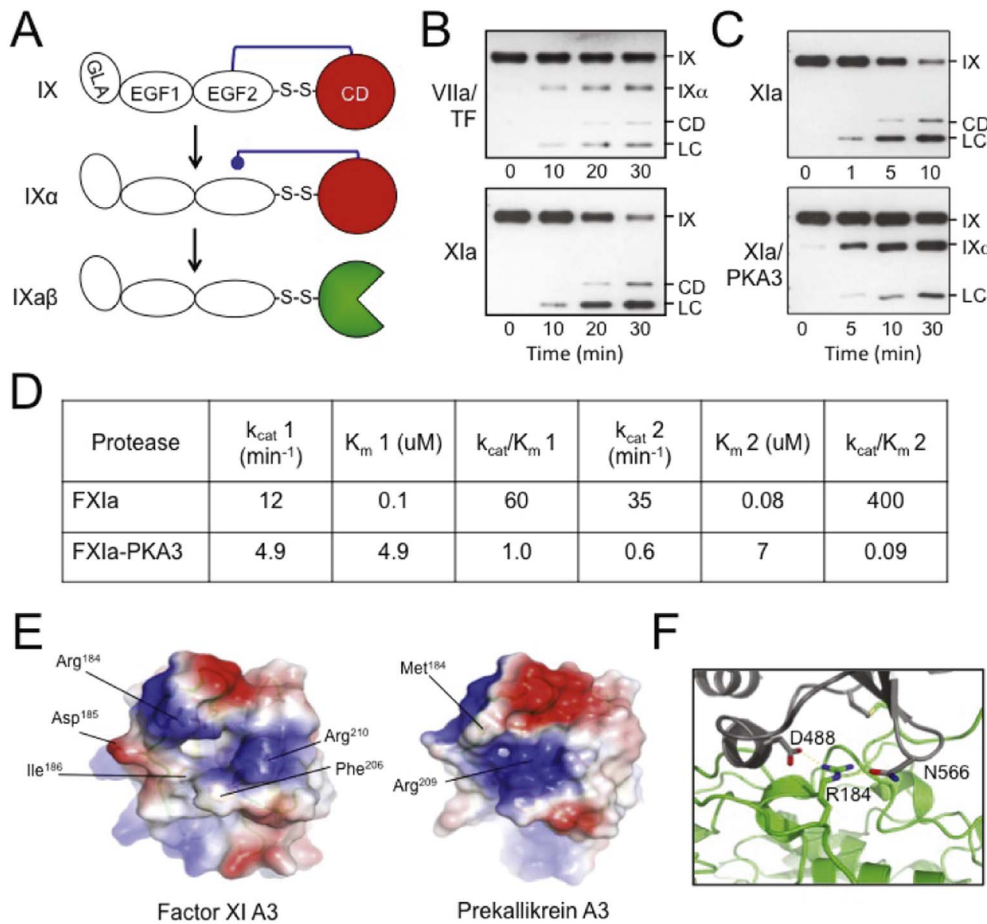 A
IX
GLA
EGF1
EGF2
-S-S-
CD
IXα
-S-S-
IXaβ
-S-S-
B
VIIa/
TF
IX
IXα
CD
LC
0 10 20 30
XIa
IX
CD
LC
0 10 20 30
Time (min)
C
XIa
IX
CD
LC
0 1 5 10
XIa/
PKA3
IX
IXα
LC
0 5 10 30
Time (min)
D
Protease kcat 1 (min-1) Km 1 (uM) kcat/Km 1 kcat 2 (min-1) Km 2 (uM) kcat/Km 2
FXIa 12 0.1 60 35 0.08 400
FXIa-PKA3 4.9 4.9 1.0 0.6 7 0.09
E
Arg184
Asp185
Ile186
Arg210
Phe206
Factor XI A3
Met184
Arg209
Prekallikrein A3
F
D488
R184
N566